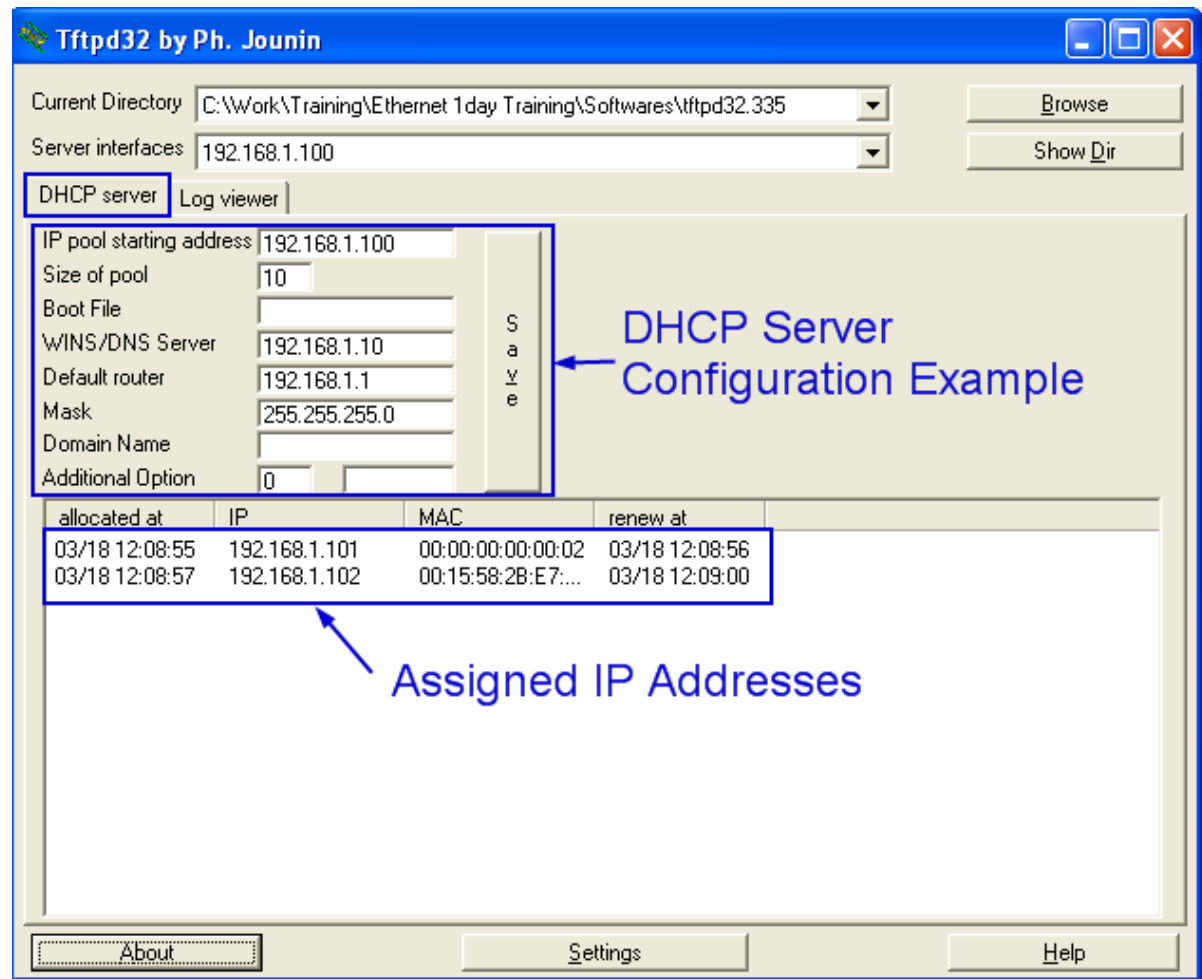 Tftpd32 by Ph. Jounin
Current Directory C:\Work\Training\Ethernet 1day Training\Softwares\tftpd32.335 Browse
Server interfaces 192.168.1.100 Show Dir
DHCP server Log viewer
IP pool starting address 192.168.1.100
Size of pool 10
Boot File
WINS/DNS Server 192.168.1.10
Default router 192.168.1.1
Mask 255.255.255.0
Domain Name
Additional Option 0
Save
DHCP Server
Configuration Example
allocated at IP MAC renew at
03/18 12:08:55 192.168.1.101 00:00:00:00:00:02 03/18 12:08:56
03/18 12:08:57 192.168.1.102 00:15:58:2B:E7:... 03/18 12:09:00
Assigned IP Addresses
About Settings Help